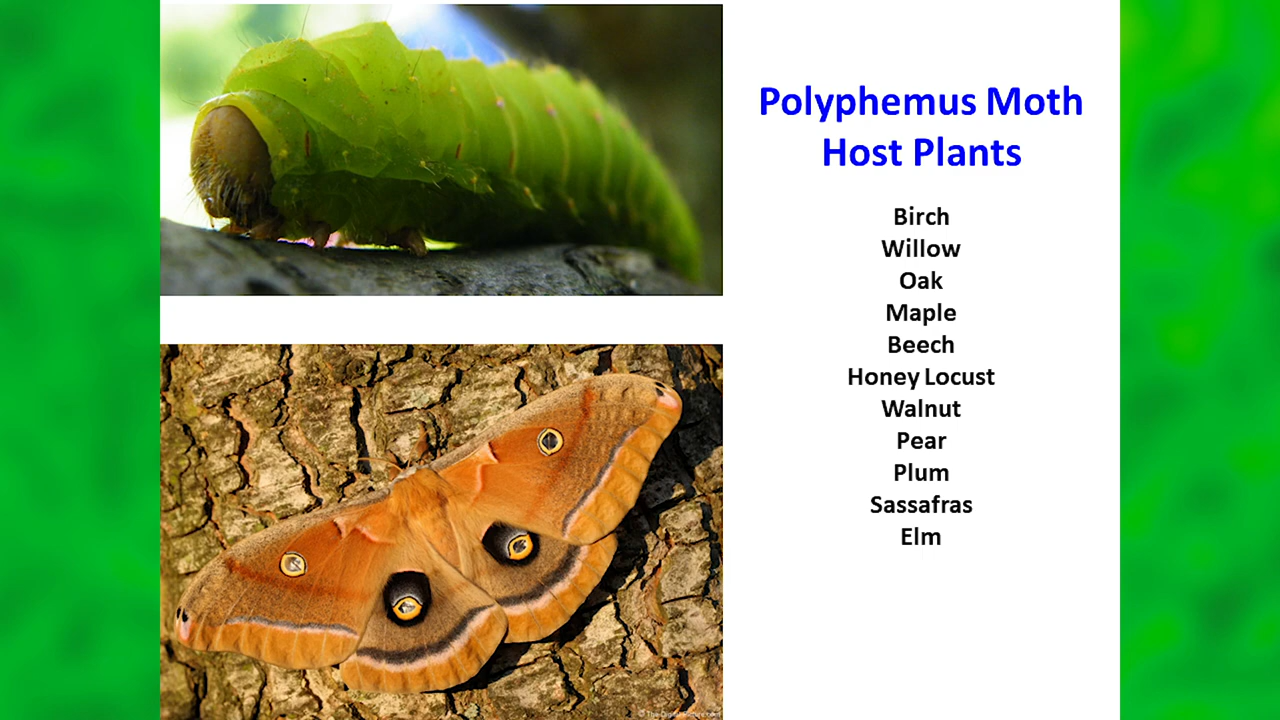 Polyphemus Moth
Host Plants
Birch
Willow
Oak
Maple
Beech
Honey Locust
Walnut
Pear
Plum
Sassafras
Elm